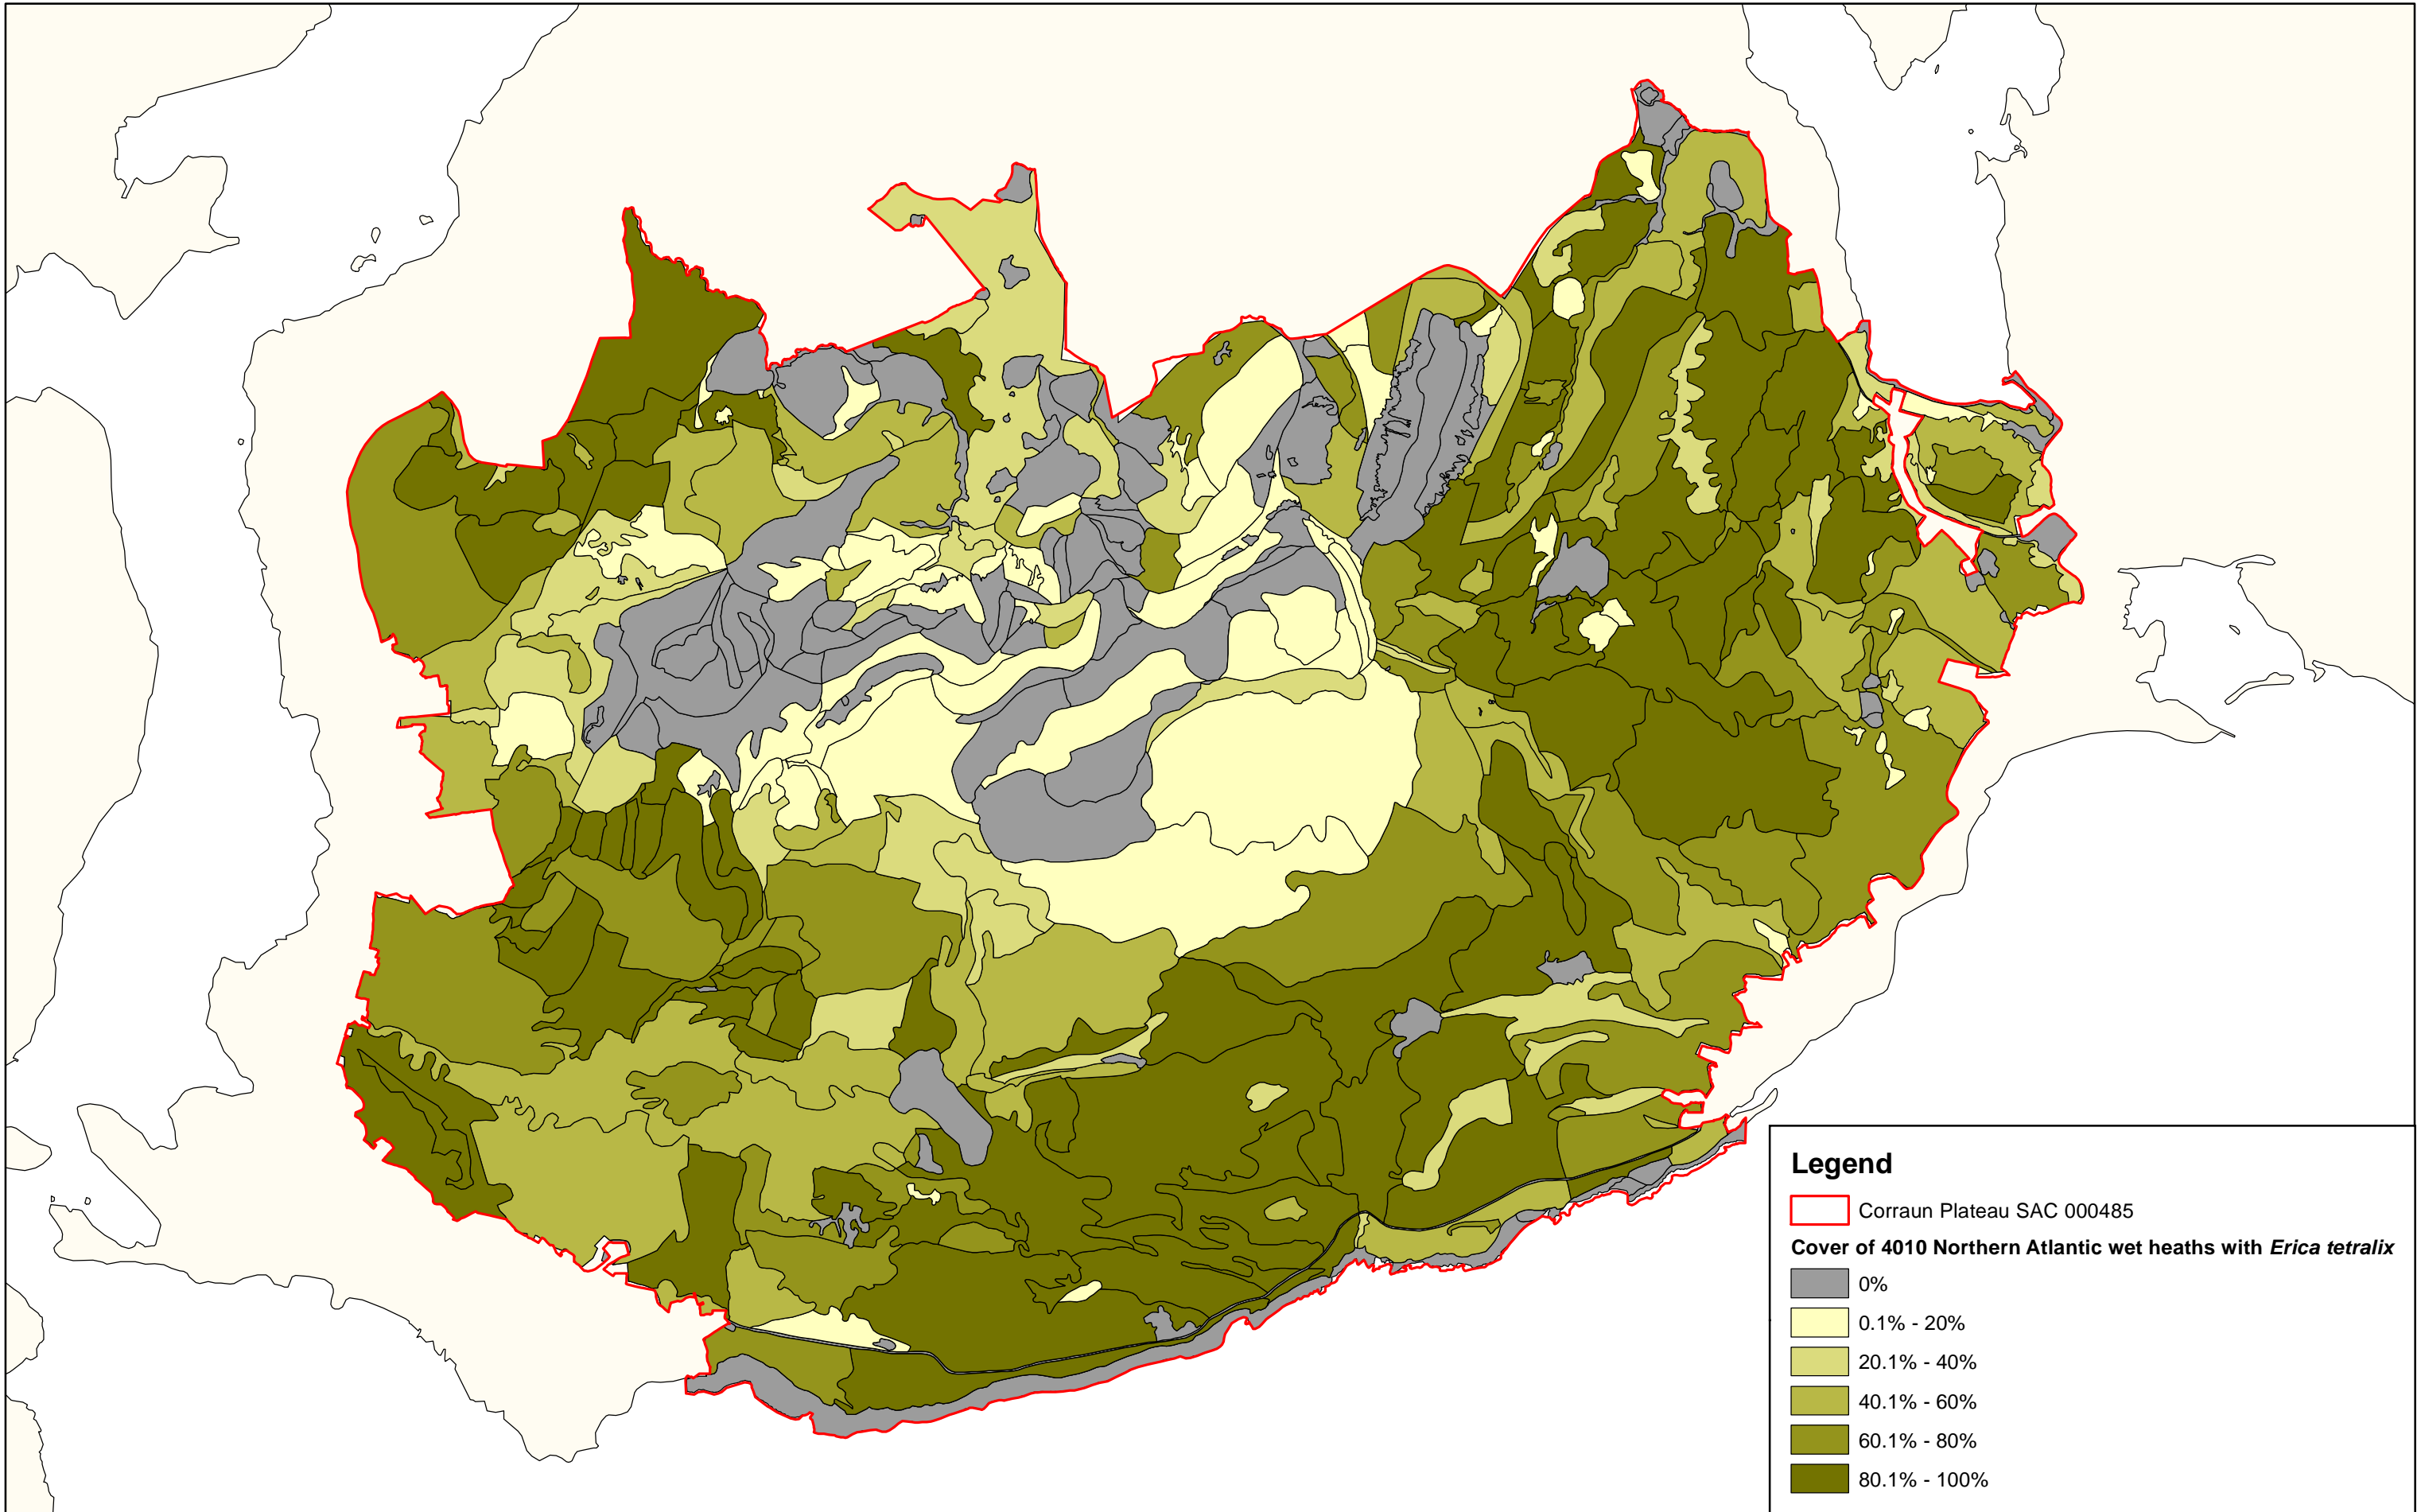 Legend
Corraun Plateau SAC 000485
Cover of 4010 Northern Atlantic wet heaths with Erica tetralix
0%
0.1% - 20%
20.1% - 40%
40.1% - 60%
60.1% - 80%
80.1% - 100%